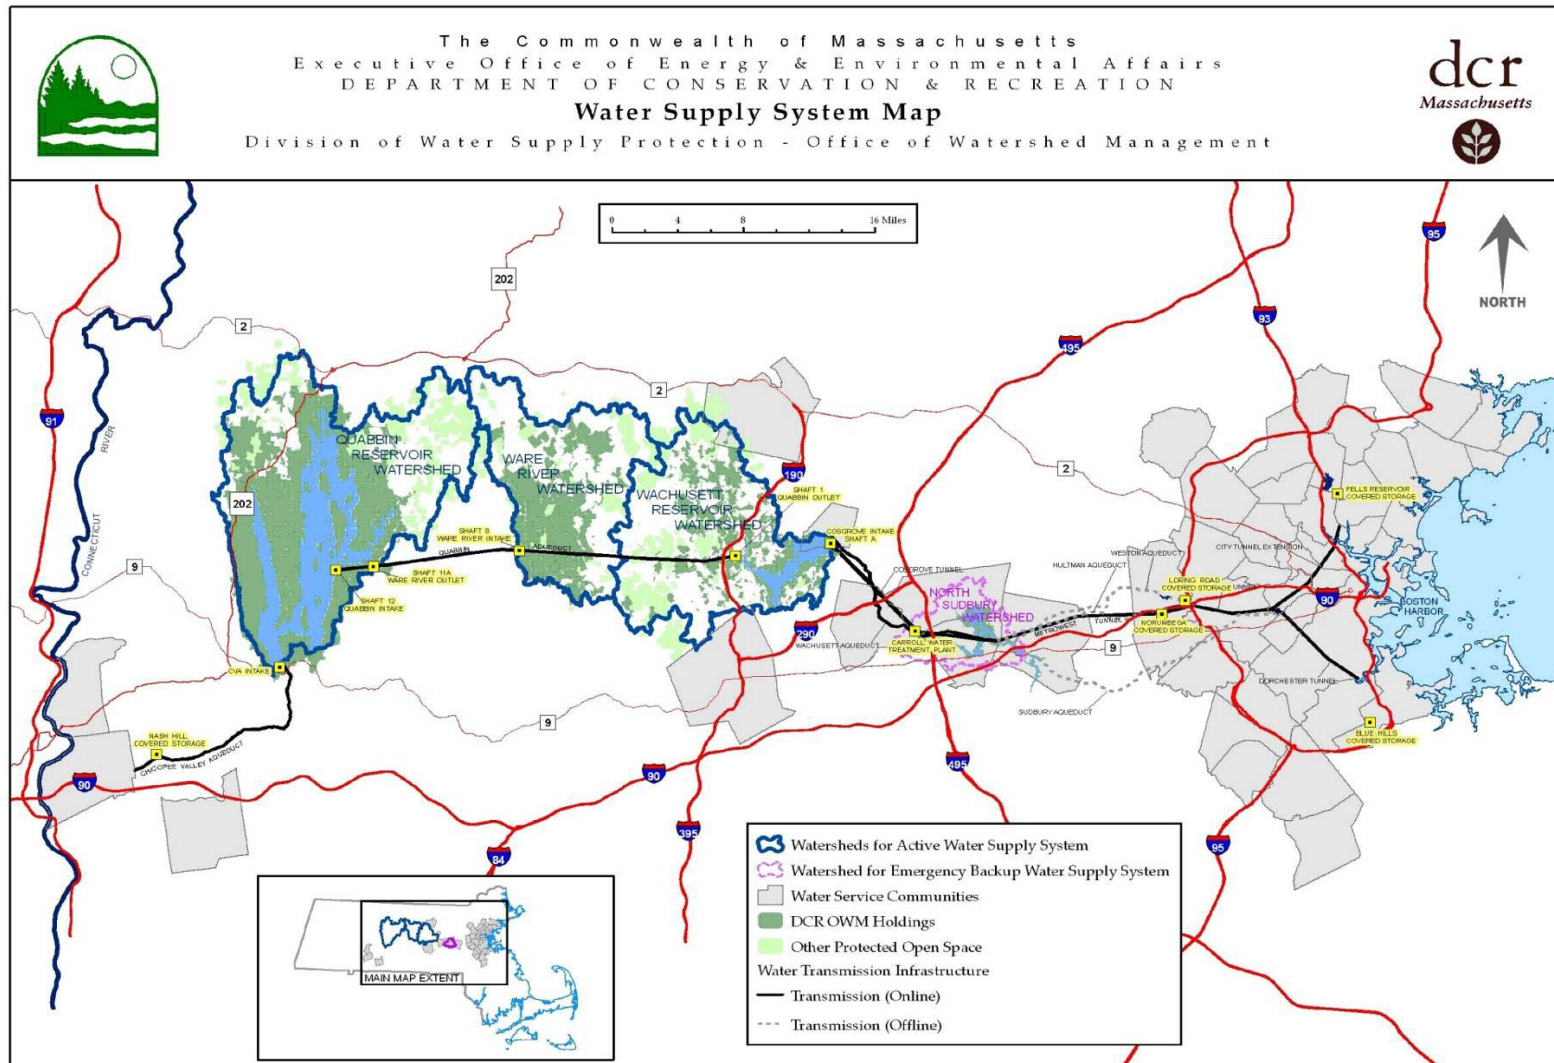 The Commonwealth of Massachusetts
Executive Office of Energy & Environmental Affairs
DEPARTMENT OF CONSERVATION & RECREATION
Water Supply System Map
Division of Water Supply Protection - Office of Watershed Management
dcr
Massachusetts
0 4 8 16 Miles
NORTH
95
202
93
2
495
2
91
RIVER
CONNECTICUT
QUABBIN
RESERVOIR
WATERSHED
WARE
RIVER
WATERSHED
WACHUSETT
RESERVOIR
WATERSHED
190
2
SHAFT 1
QUABBIN OUTLET
202
FELLS RESERVOIR
COVERED STORAGE
SHAFT 8
WARE RIVER INTAKE
QUABBIN
AQUEDUCT
COSGROVE INTAKE
SHAFT A
WESTON AQUEDUCT
CITY TUNNEL EXTENSION
HULTMAN AQUEDUCT
9
SHAFT 11A
WARE RIVER OUTLET
COSGROVE TUNNEL
LORING ROAD
COVERED STORAGE
90
SHAFT 12
QUABBIN INTAKE
NORTH
SUDBURY
WATERSHED
BOSTON
HARBOR
METROWEST
TUNNEL
NORUMBEGA
COVERED STORAGE
290
WACHUSETT AQUEDUCT
CARROLL WATER
TREATMENT PLANT
9
CVA INTAKE
DORCHESTER TUNNEL
SUDBURY AQUEDUCT
9
NASH HILL
COVERED STORAGE
CHICOPEE VALLEY AQUEDUCT
BLUE HILLS
COVERED STORAGE
90
90
495
395
84
95
Watersheds for Active Water Supply System
Watershed for Emergency Backup Water Supply System
Water Service Communities
DCR OWM Holdings
Other Protected Open Space
Water Transmission Infrastructure
Transmission (Online)
Transmission (Offline)
MAIN MAP EXTENT